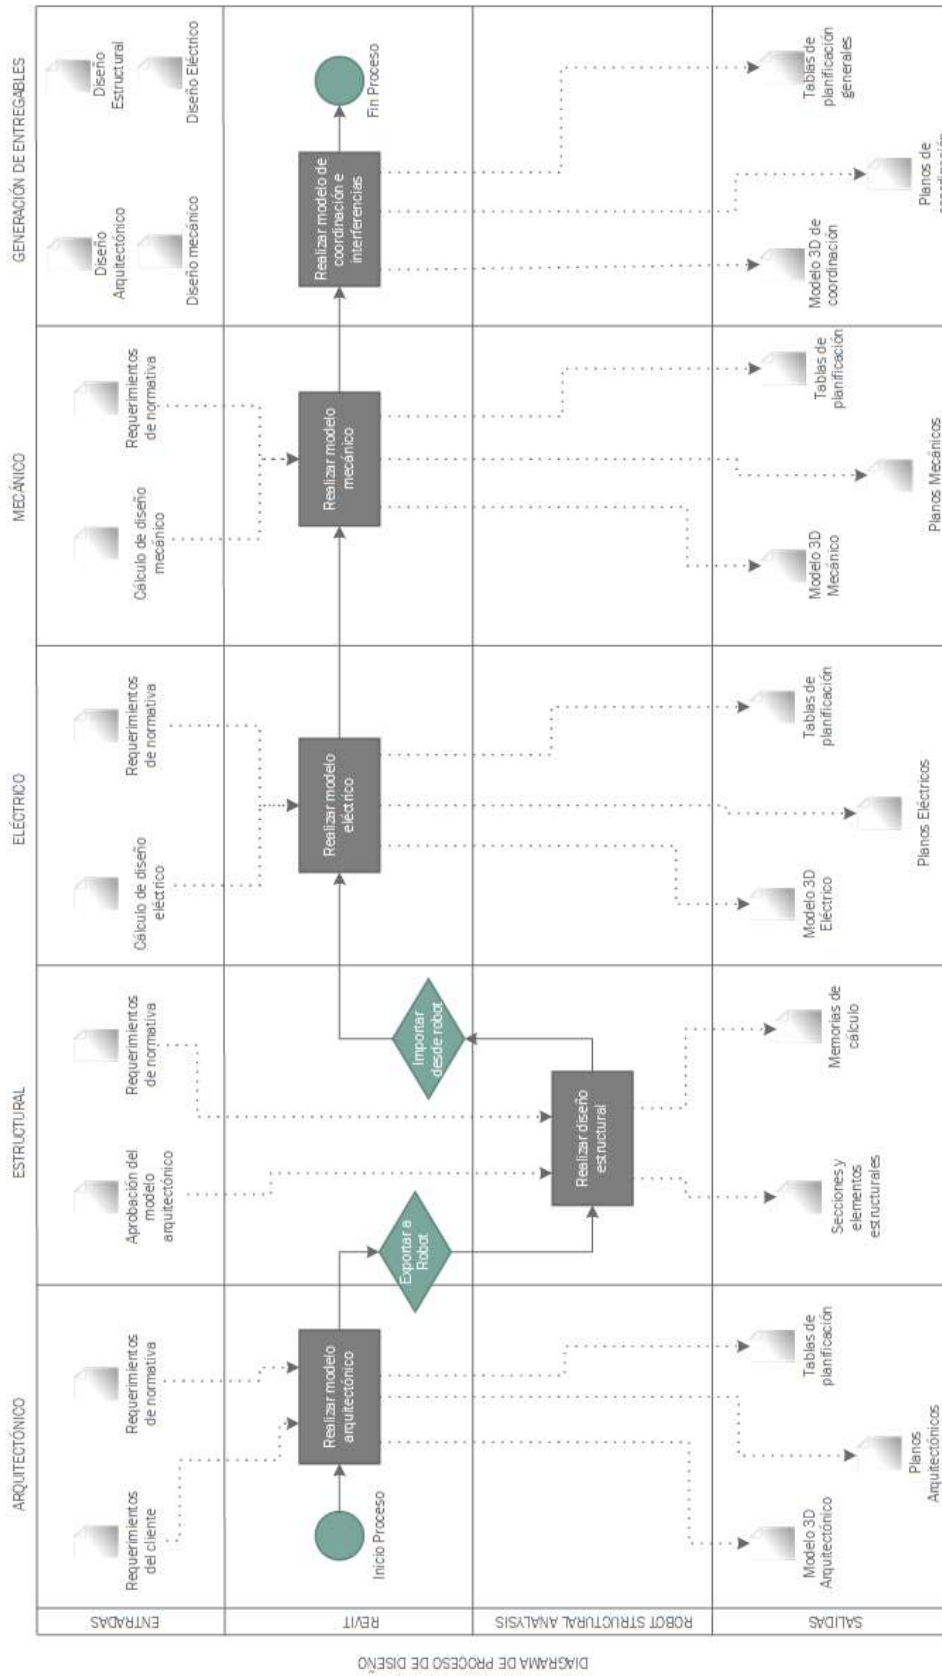 DIAGRAMA DE PROCESO DE DISEÑO
ARQUITECTÓNICO
ESTRUCTURAL
ELÉCTRICO
MECÁNICO
GENERACIÓN DE ENTREGABLES
ENTRADAS
Requerimientos
del cliente
Requerimientos
de normativa
Aprobación del
modelo
arquitectónico
Requerimientos
de normativa
Cálculo de diseño
eléctrico
Requerimientos
de normativa
Cálculo de diseño
mecánico
Requerimientos
de normativa
Diseño
Arquitectónico
Diseño
Estructural
Diseño mecánico
Diseño Eléctrico
REVIT
Inicio Proceso
Realizar modelo
arquitectónico
Exportar a
Robot
Importar
desde robot
Realizar modelo
eléctrico
Realizar modelo
mecánico
Realizar modelo de
coordinación e
interferencias
Fin Proceso
ROBOT STRUCTURAL ANALYSIS
Realizar diseño
estructural
SALIDAS
Modelo 3D
Arquitectónico
Planos
Arquitectónicos
Tablas de
planificación
Secciones y
elementos
estructurales
Memorias de
cálculo
Modelo 3D
Eléctrico
Planos Eléctricos
Tablas de
planificación
Modelo 3D
Mecánico
Planos Mecánicos
Tablas de
planificación
Modelo 3D de
coordinación
Planos de
Tablas de
planificación
generales